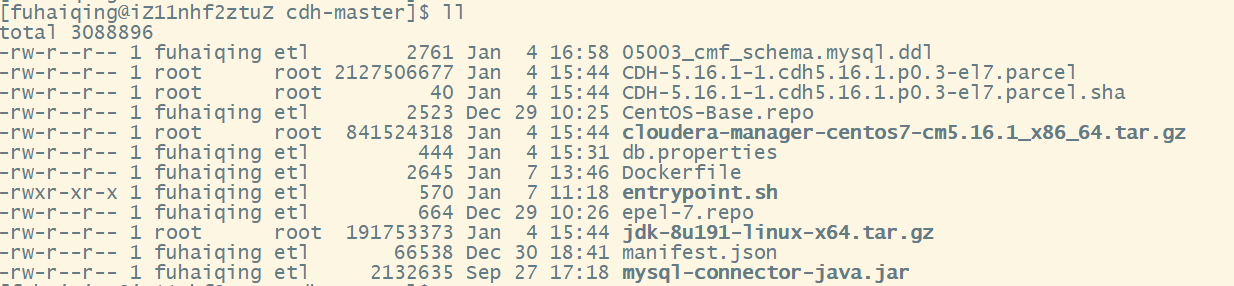 [fuhaiqing@iZ11nhf2ztuZ cdh-master]$ ll
total 3088896
-rw-r--r-- 1 fuhaiqing etl        2761 Jan  4 16:58 05003_cmf_schema.mysql.ddl
-rw-r--r-- 1 root      root 2127506677 Jan  4 15:44 CDH-5.16.1-1.cdh5.16.1.p0.3-el7.parcel
-rw-r--r-- 1 root      root         40 Jan  4 15:44 CDH-5.16.1-1.cdh5.16.1.p0.3-el7.parcel.sha
-rw-r--r-- 1 fuhaiqing etl        2523 Dec 29 10:25 CentOS-Base.repo
-rw-r--r-- 1 root      root  841524318 Jan  4 15:44 cloudera-manager-centos7-cm5.16.1_x86_64.tar.gz
-rw-r--r-- 1 fuhaiqing etl         444 Jan  4 15:31 db.properties
-rw-r--r-- 1 fuhaiqing etl        2645 Jan  7 13:46 Dockerfile
-rwxr-xr-x 1 fuhaiqing etl         570 Jan  7 11:18 entrypoint.sh
-rw-r--r-- 1 fuhaiqing etl         664 Dec 29 10:26 epel-7.repo
-rw-r--r-- 1 root      root  191753373 Jan  4 15:44 jdk-8u191-linux-x64.tar.gz
-rw-r--r-- 1 fuhaiqing etl       66538 Dec 30 18:41 manifest.json
-rw-r--r-- 1 fuhaiqing etl     2132635 Sep 27 17:18 mysql-connector-java.jar